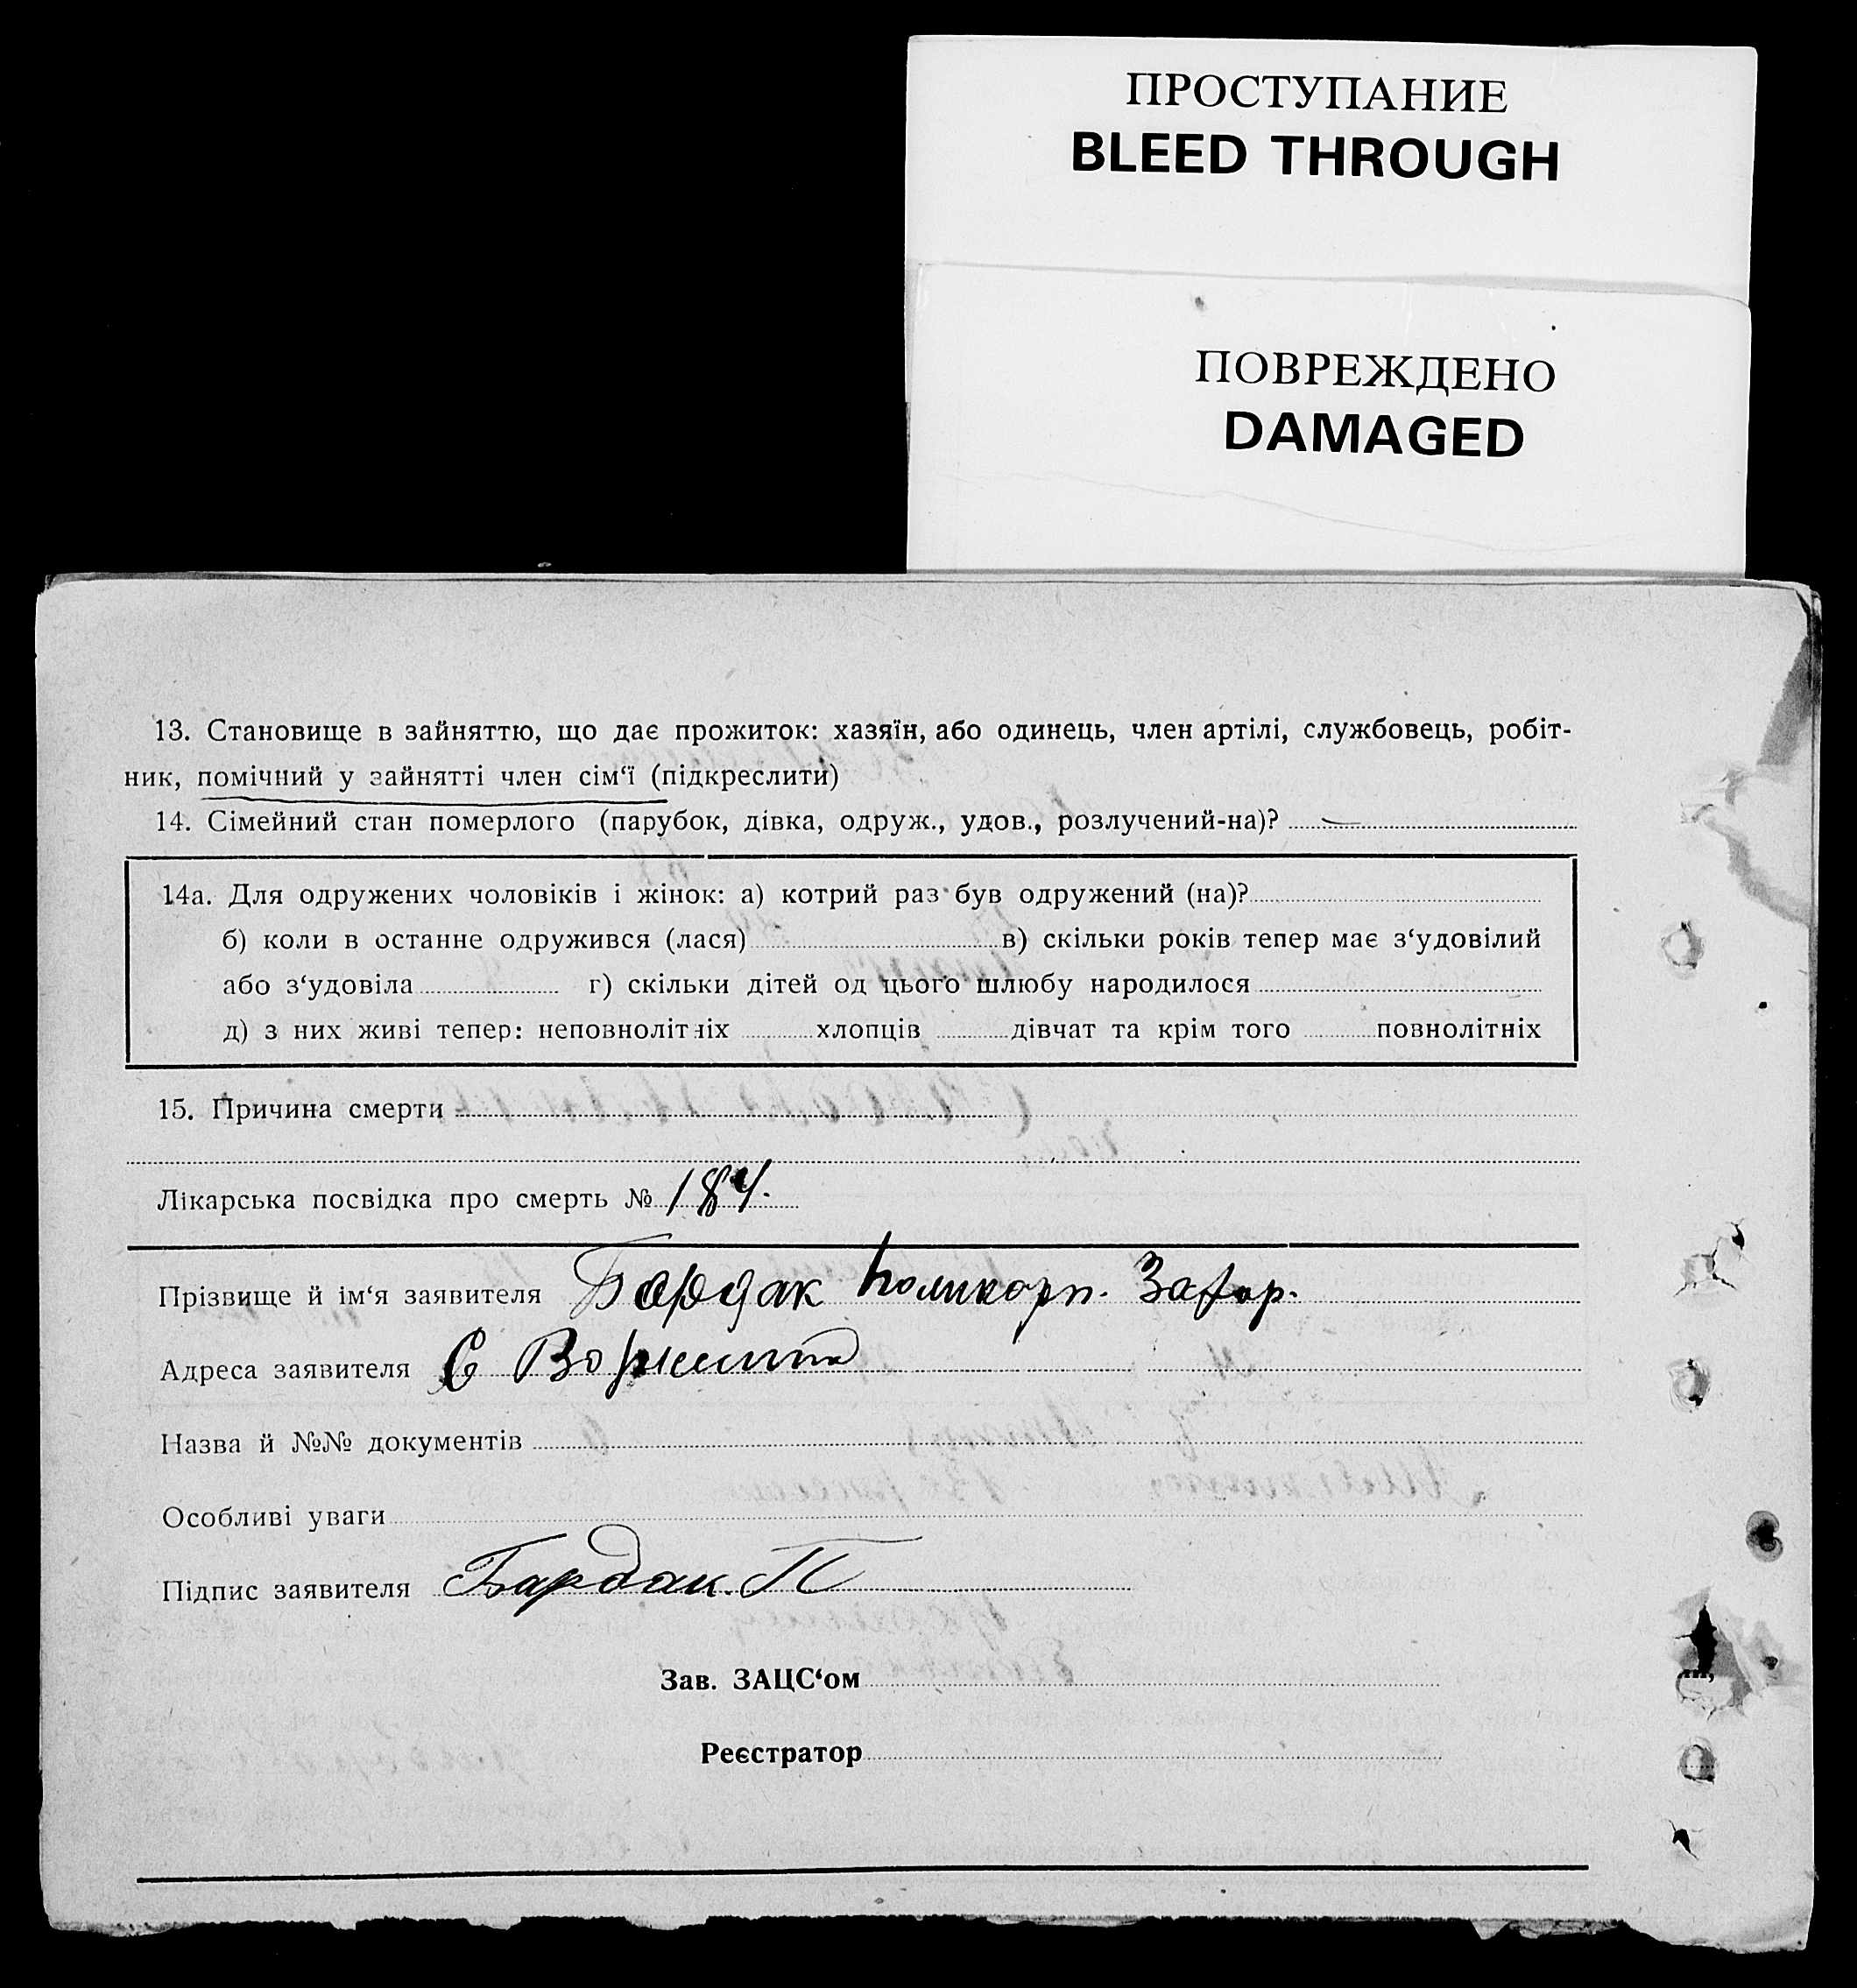 ПРОСТУПАНИЕ
BLEED THROUGH
ПОВРЕЖДЕНО
DAMAGED
13. Становище в зайняттю, що дає прожиток: хазяїн, або одинець, член артілі, службовець, робіт-
ник, помічний у зайнятті член сім‘ї (підкреслити)
14. Сімейний стан померлого (парубок, дівка, одруж., удов., розлучений-на)? —
14а. Для одружених чоловіків і жінок: а) котрий раз був одружений (на)?
б) коли в останнє одружився (лася) в) скільки років тепер має з‘удовілий
або з‘удовіла г) скільки дітей од цього шлюбу народилося
д) з них живі тепер: неповнолітніх хлопців дівчат та крім того повнолітніх
15. Причина смерти
Лікарська посвідка про смерть № 184.
Прізвище й ім‘я заявителя Бардак Поликарп. Захар.
Адреса заявителя С
Назва й №№ документів
Особливі уваги
Підпис заявителя Бардак. П
Зав. ЗАЦС‘ом
Реєстратор